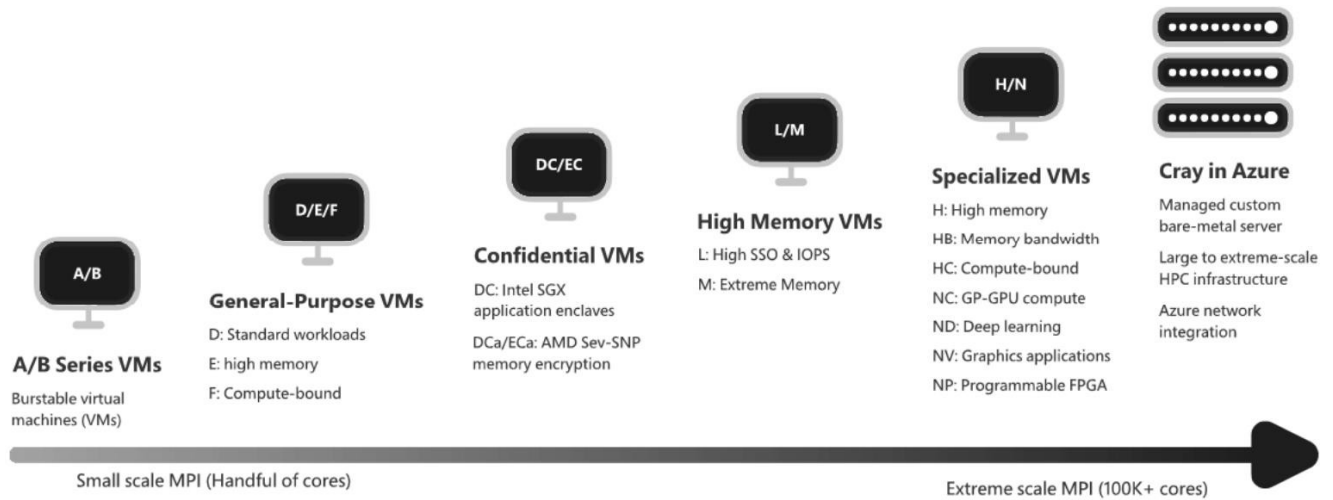 A/B
A/B Series VMs
Burstable virtual
machines (VMs)
D/E/F
General-Purpose VMs
D: Standard workloads
E: high memory
F: Compute-bound
DC/EC
Confidential VMs
DC: Intel SGX
application enclaves
DCa/ECa: AMD Sev-SNP
memory encryption
L/M
High Memory VMs
L: High SSO & IOPS
M: Extreme Memory
H/N
Specialized VMs
H: High memory
HB: Memory bandwidth
HC: Compute-bound
NC: GP-GPU compute
ND: Deep learning
NV: Graphics applications
NP: Programmable FPGA
Cray in Azure
Managed custom
bare-metal server
Large to extreme-scale
HPC infrastructure
Azure network
integration
Small scale MPI (Handful of cores)
Extreme scale MPI (100K+ cores)